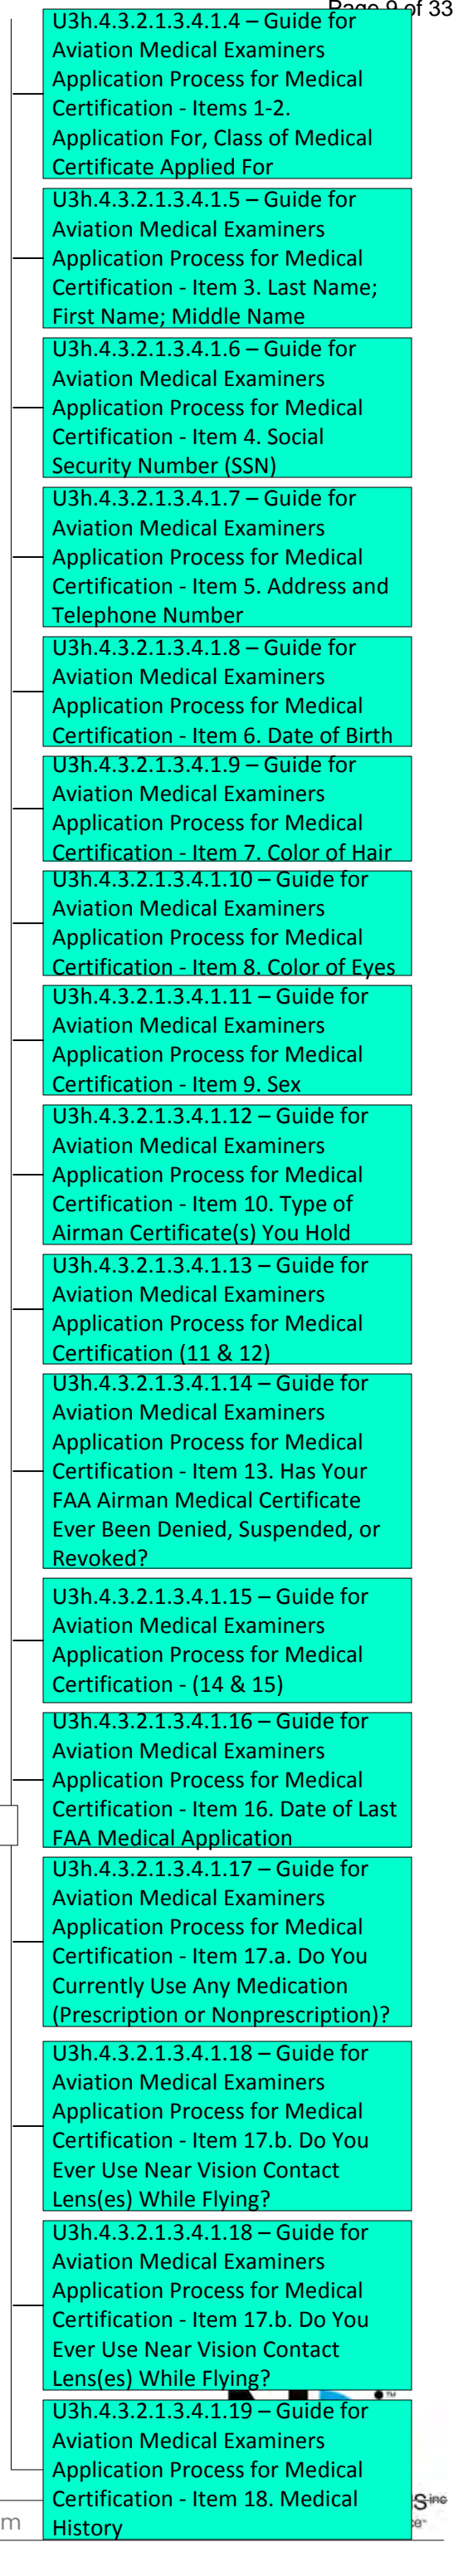 Page 9 of 33
U3h.4.3.2.1.3.4.1.4 – Guide for
Aviation Medical Examiners
Application Process for Medical
Certification - Items 1-2.
Application For, Class of Medical
Certificate Applied For
U3h.4.3.2.1.3.4.1.5 – Guide for
Aviation Medical Examiners
Application Process for Medical
Certification - Item 3. Last Name;
First Name; Middle Name
U3h.4.3.2.1.3.4.1.6 – Guide for
Aviation Medical Examiners
Application Process for Medical
Certification - Item 4. Social
Security Number (SSN)
U3h.4.3.2.1.3.4.1.7 – Guide for
Aviation Medical Examiners
Application Process for Medical
Certification - Item 5. Address and
Telephone Number
U3h.4.3.2.1.3.4.1.8 – Guide for
Aviation Medical Examiners
Application Process for Medical
Certification - Item 6. Date of Birth
U3h.4.3.2.1.3.4.1.9 – Guide for
Aviation Medical Examiners
Application Process for Medical
Certification - Item 7. Color of Hair
U3h.4.3.2.1.3.4.1.10 – Guide for
Aviation Medical Examiners
Application Process for Medical
Certification - Item 8. Color of Eyes
U3h.4.3.2.1.3.4.1.11 – Guide for
Aviation Medical Examiners
Application Process for Medical
Certification - Item 9. Sex
U3h.4.3.2.1.3.4.1.12 – Guide for
Aviation Medical Examiners
Application Process for Medical
Certification - Item 10. Type of
Airman Certificate(s) You Hold
U3h.4.3.2.1.3.4.1.13 – Guide for
Aviation Medical Examiners
Application Process for Medical
Certification (11 & 12)
U3h.4.3.2.1.3.4.1.14 – Guide for
Aviation Medical Examiners
Application Process for Medical
Certification - Item 13. Has Your
FAA Airman Medical Certificate
Ever Been Denied, Suspended, or
Revoked?
U3h.4.3.2.1.3.4.1.15 – Guide for
Aviation Medical Examiners
Application Process for Medical
Certification - (14 & 15)
U3h.4.3.2.1.3.4.1.16 – Guide for
Aviation Medical Examiners
Application Process for Medical
Certification - Item 16. Date of Last
FAA Medical Application
U3h.4.3.2.1.3.4.1.17 – Guide for
Aviation Medical Examiners
Application Process for Medical
Certification - Item 17.a. Do You
Currently Use Any Medication
(Prescription or Nonprescription)?
U3h.4.3.2.1.3.4.1.18 – Guide for
Aviation Medical Examiners
Application Process for Medical
Certification - Item 17.b. Do You
Ever Use Near Vision Contact
Lens(es) While Flying?
U3h.4.3.2.1.3.4.1.18 – Guide for
Aviation Medical Examiners
Application Process for Medical
Certification - Item 17.b. Do You
Ever Use Near Vision Contact
Lens(es) While Flying?
U3h.4.3.2.1.3.4.1.19 – Guide for
Aviation Medical Examiners
Application Process for Medical
Certification - Item 18. Medical
History